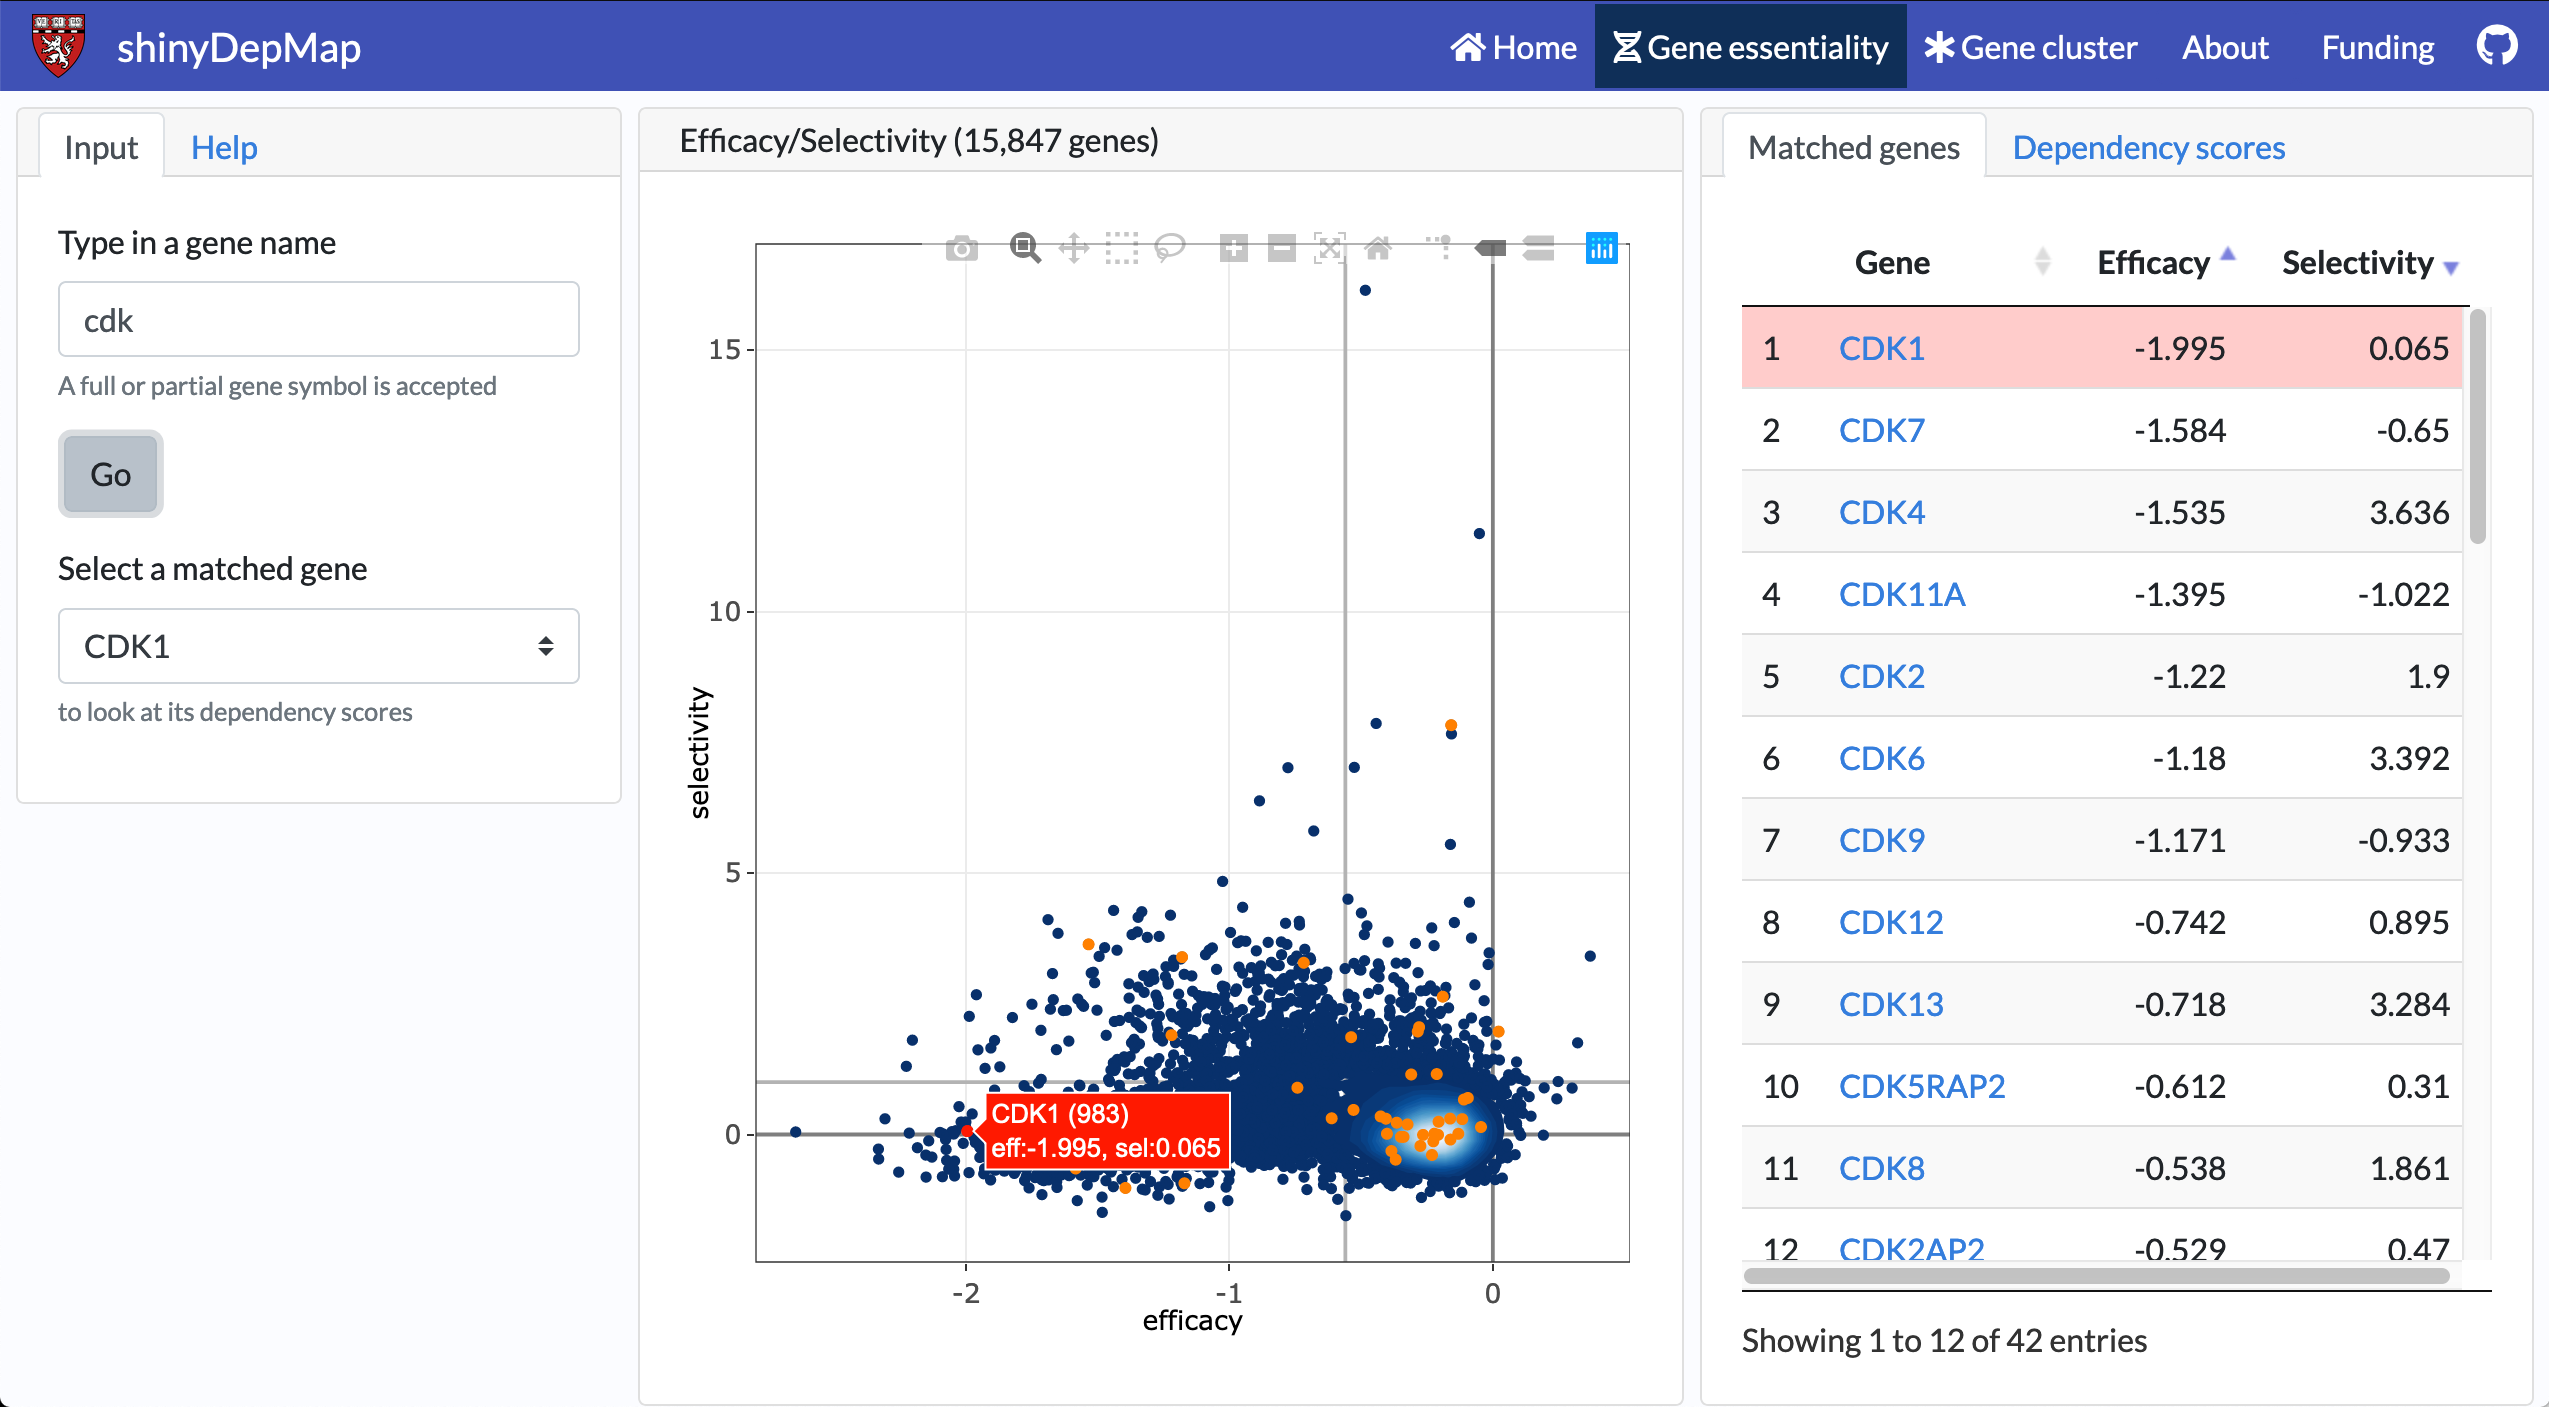 shinyDepMap
Home
Gene essentiality
Gene cluster
About
Funding
Input
Help
Type in a gene name
cdk
A full or partial gene symbol is accepted
Go
Select a matched gene
CDK1
to look at its dependency scores
Efficacy/Selectivity (15,847 genes)
15
10
5
0
selectivity
CDK1 (983)
eff:-1.995, sel:0.065
-2 -1 0
efficacy
Matched genes
Dependency scores
Gene Efficacy Selectivity
1 CDK1 -1.995 0.065
2 CDK7 -1.584 -0.65
3 CDK4 -1.535 3.636
4 CDK11A -1.395 -1.022
5 CDK2 -1.22 1.9
6 CDK6 -1.18 3.392
7 CDK9 -1.171 -0.933
8 CDK12 -0.742 0.895
9 CDK13 -0.718 3.284
10 CDK5RAP2 -0.612 0.31
11 CDK8 -0.538 1.861
12 CDK2AP2 -0.529 0.47
Showing 1 to 12 of 42 entries